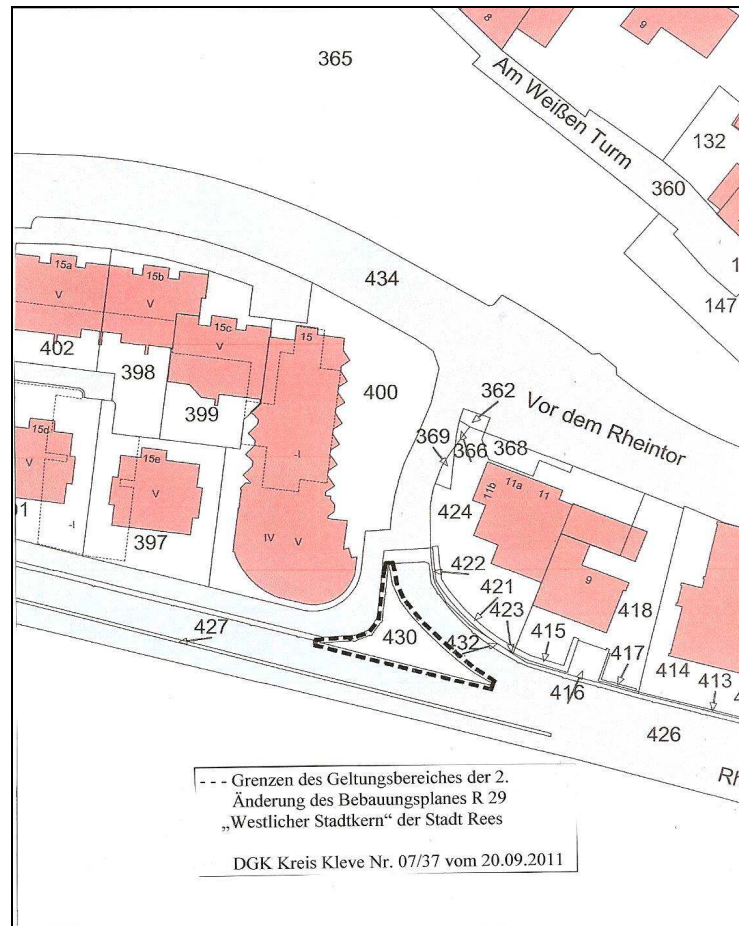 8
9
365
Am Weißen Turm
132
360
147
434
15a
15b
V
V
15c
V
15
402
398
399
400
362
Vor dem Rheintor
369
366
368
15d
V
15e
V
-I
-I
397
IV V
424
11b
11a
11
9
422
421
423
418
427
430
432
415
417
414
413
416
426
- - - - Grenzen des Geltungsbereiches der 2.
Änderung des Bebauungsplanes R 29
„Westlicher Stadtkern“ der Stadt Rees
DGK Kreis Kleve Nr. 07/37 vom 20.09.2011